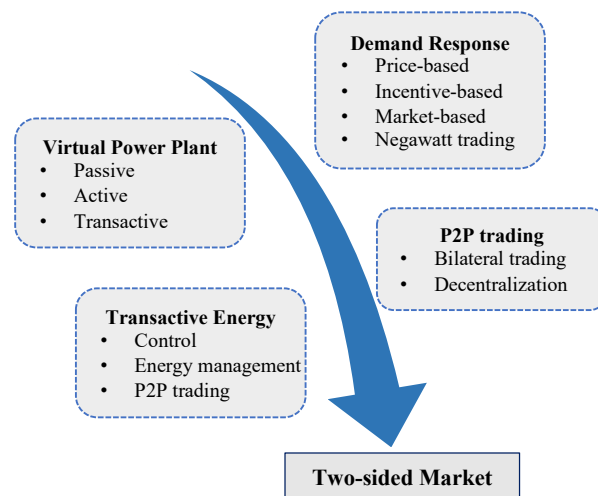 Demand Response
• Price-based
• Incentive-based
• Market-based
• Negawatt trading
Virtual Power Plant
• Passive
• Active
• Transactive
P2P trading
• Bilateral trading
• Decentralization
Transactive Energy
• Control
• Energy management
• P2P trading
Two-sided Market